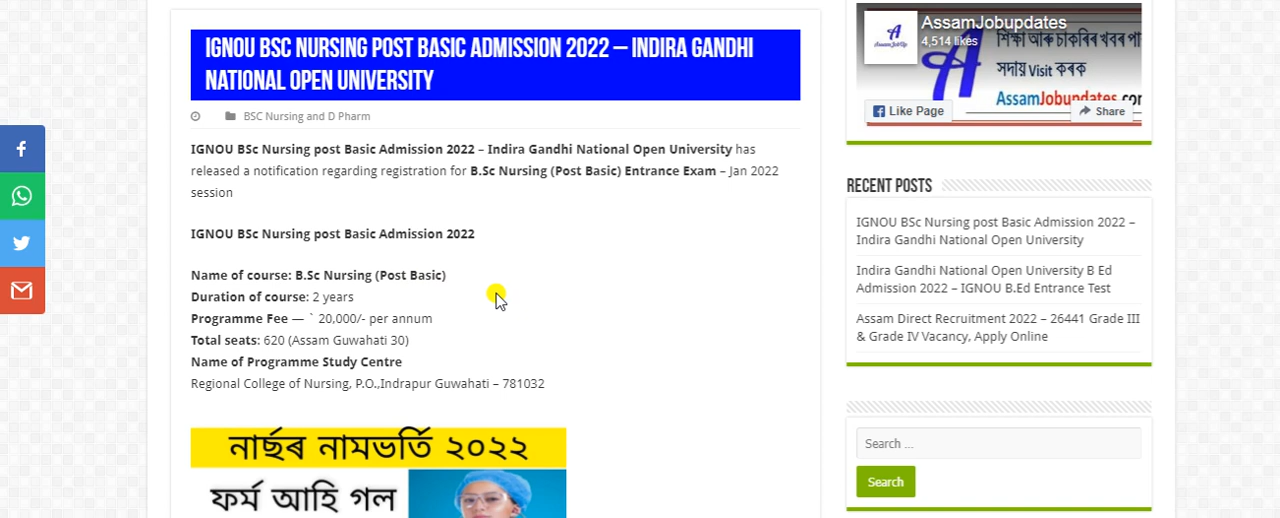 IGNOU BSC NURSING POST BASIC ADMISSION 2022 – INDIRA GANDHI
NATIONAL OPEN UNIVERSITY
BSC Nursing and D Pharm
IGNOU BSc Nursing post Basic Admission 2022 – Indira Gandhi National Open University has
released a notification regarding registration for B.Sc Nursing (Post Basic) Entrance Exam – Jan 2022
session
IGNOU BSc Nursing post Basic Admission 2022
Name of course: B.Sc Nursing (Post Basic)
Duration of course: 2 years
Programme Fee — ` 20,000/- per annum
Total seats: 620 (Assam Guwahati 30)
Name of Programme Study Centre
Regional College of Nursing, P.O.,Indrapur Guwahati – 781032
নাৰ্ছৰ নামভৰ্তি ২০২২
ফৰ্ম আহি গল
AssamJobupdates
4,514 likes
শিক্ষা আৰু চাকৰিৰ খবৰ পা
সদায় Visit কৰক
AssamJobupdates.cor
Like Page
Share
RECENT POSTS
IGNOU BSc Nursing post Basic Admission 2022 –
Indira Gandhi National Open University
Indira Gandhi National Open University B Ed
Admission 2022 – IGNOU B.Ed Entrance Test
Assam Direct Recruitment 2022 – 26441 Grade III
& Grade IV Vacancy, Apply Online
Search ...
Search